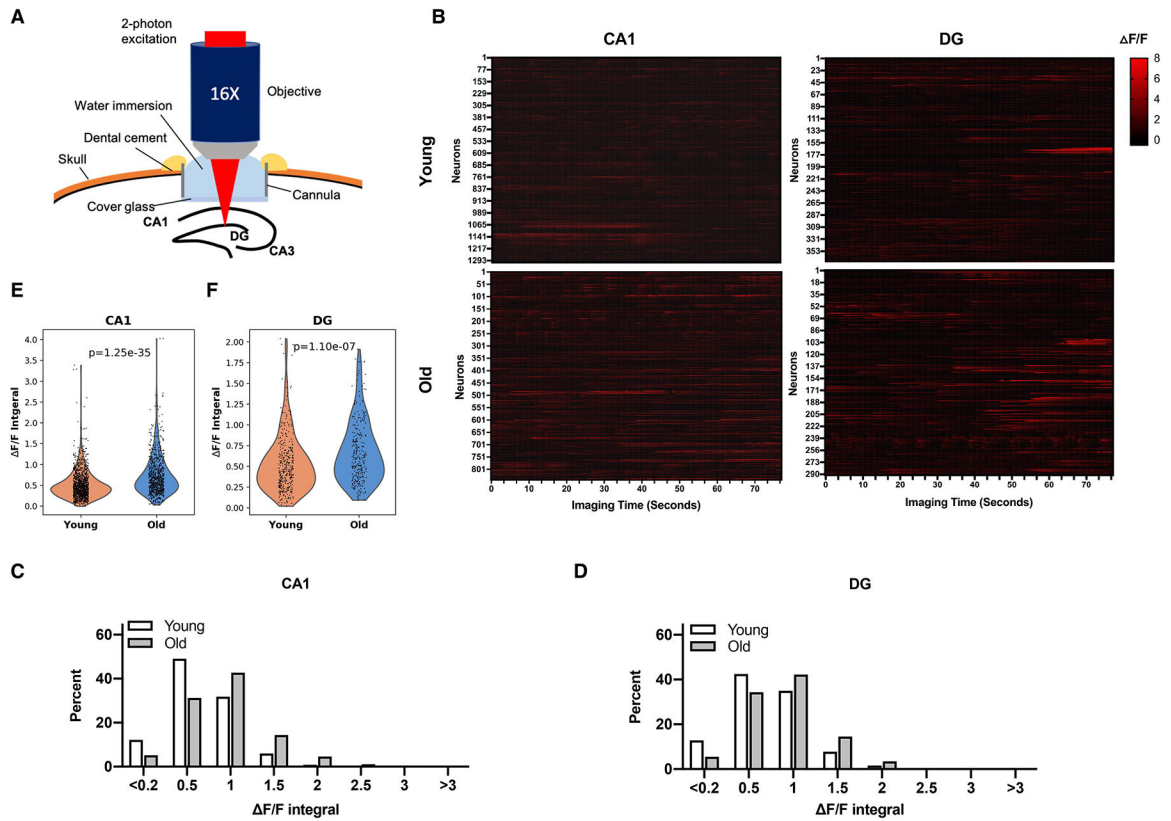 A
2-photon
excitation
16X
Objective
Water immersion
Dental cement
Skull
Cannula
Cover glass
CA1
DG
CA3
B
CA1
DG
ΔF/F
8
6
4
2
0
Young
Neurons
1
77
153
229
305
381
457
533
609
685
761
837
913
989
1065
1141
1217
1293
Neurons
1
23
45
67
89
111
133
155
177
199
221
243
265
287
309
331
353
Old
Neurons
1
51
101
151
201
251
301
351
401
451
501
551
601
651
701
751
801
0 10 20 30 40 50 60 70
Imaging Time (Seconds)
Neurons
1
18
35
52
69
86
103
120
137
154
171
188
205
222
239
256
273
290
0 10 20 30 40 50 60 70
Imaging Time (Seconds)
E
CA1
p=1.25e-35
ΔF/F Intgeral
4.0
3.5
3.0
2.5
2.0
1.5
1.0
0.5
0.0
Young Old
F
DG
p=1.10e-07
ΔF/F Intgeral
2.00
1.75
1.50
1.25
1.00
0.75
0.50
0.25
0.00
Young Old
C
CA1
Young
Old
Percent
60
40
20
0
<0.2 0.5 1 1.5 2 2.5 3 >3
ΔF/F integral
D
DG
Young
Old
Percent
60
40
20
0
<0.2 0.5 1 1.5 2 2.5 3 >3
ΔF/F integral